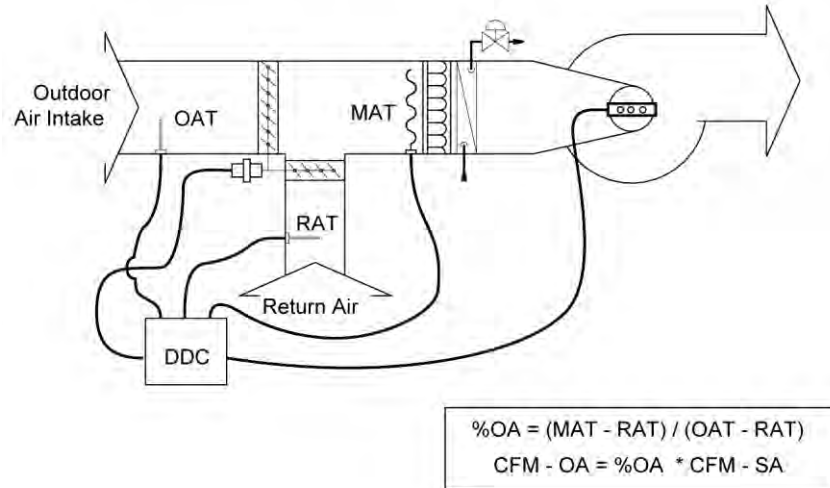 Outdoor
Air Intake
OAT
MAT
RAT
Return Air
DDC
%OA = (MAT - RAT) / (OAT - RAT)
CFM - OA = %OA * CFM - SA